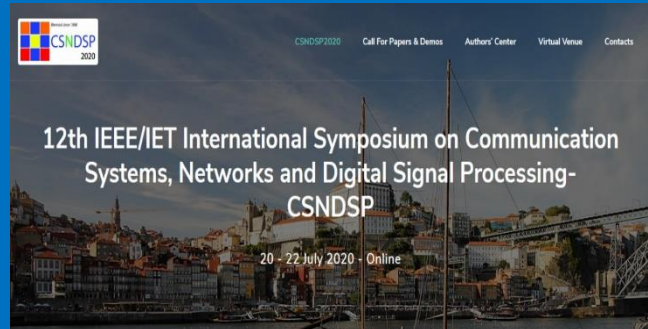 CSNDSP
2020
CSNDSP2020 Call For Papers & Demos Authors' Center Virtual Venue Contacts
12th IEEE/IET International Symposium on Communication
Systems, Networks and Digital Signal Processing-
CSNDSP
20 - 22 July 2020 - Online